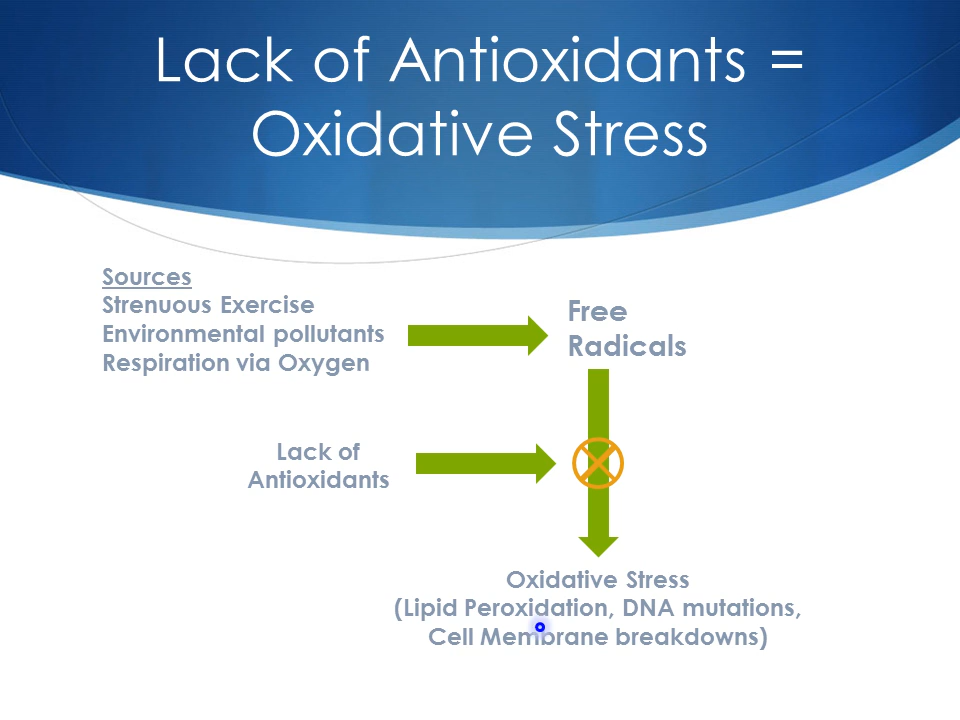 Lack of Antioxidants =
Oxidative Stress
Sources
Strenuous Exercise
Environmental pollutants
Respiration via Oxygen
Free
Radicals
Lack of
Antioxidants
Oxidative Stress
(Lipid Peroxidation, DNA mutations,
Cell Membrane breakdowns)